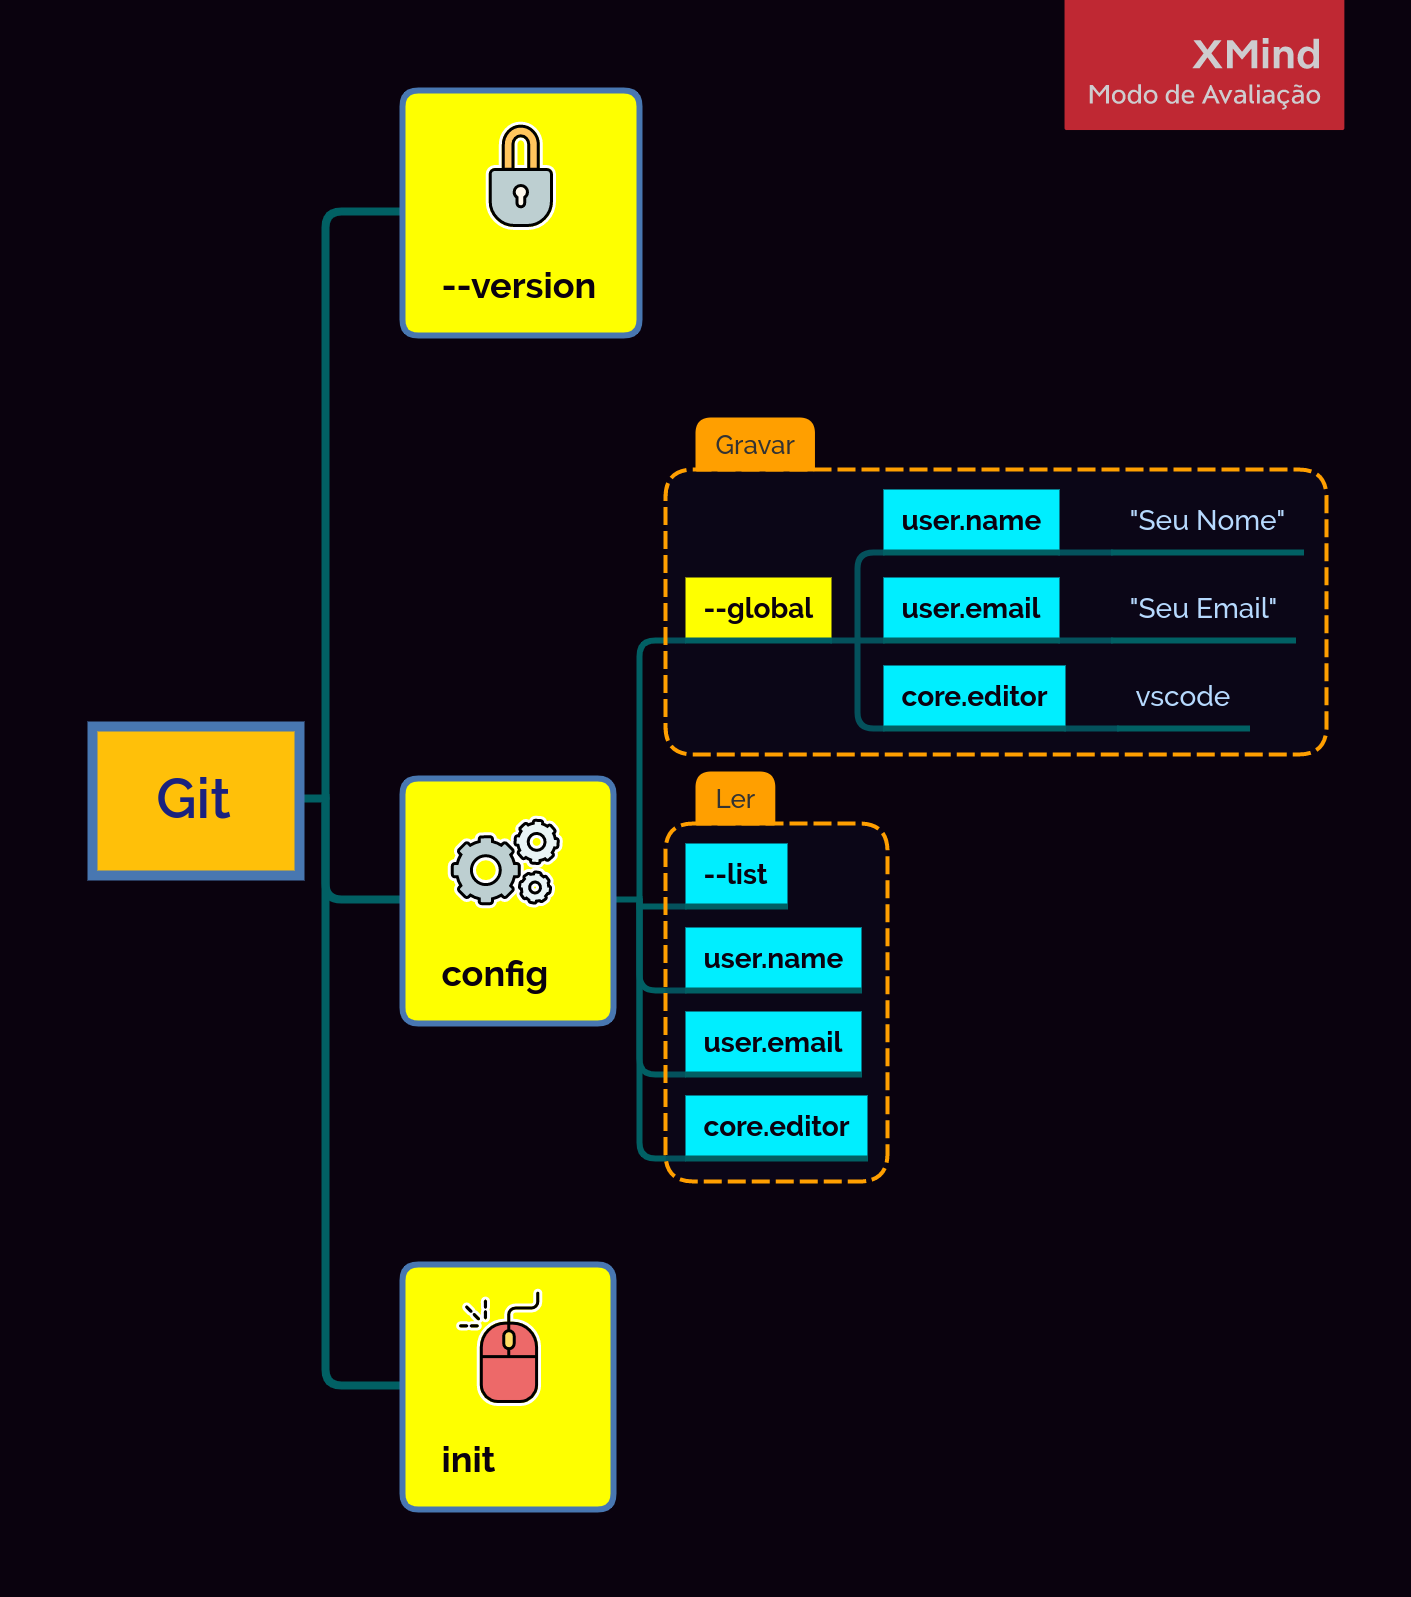 XMind
Modo de Avaliação
--version
Gravar
user.name "Seu Nome"
--global user.email "Seu Email"
core.editor vscode
Git
Ler
--list
config
user.name
user.email
core.editor
init